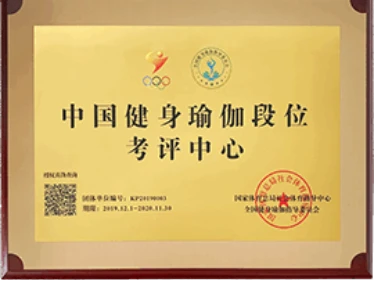 中国健身瑜伽段位
考评中心
授权真伪查询
团体单位编号：KP20190003
期限：2019.12.1-2020.11.30
国家体育总局社会体育指导中心
全国健身瑜伽指导委员会